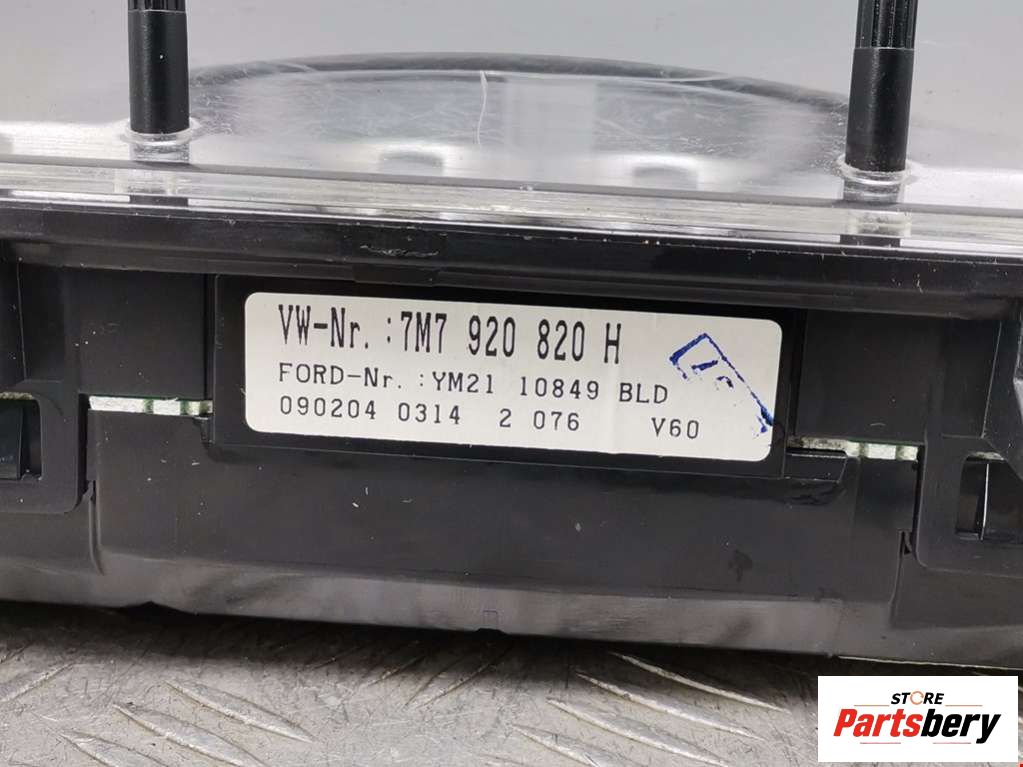 VW-Nr. :7M7 920 820 H
FORD-Nr. :YM21 10849 BLD
090204 0314 2 076 V60
STORE
Partsbery